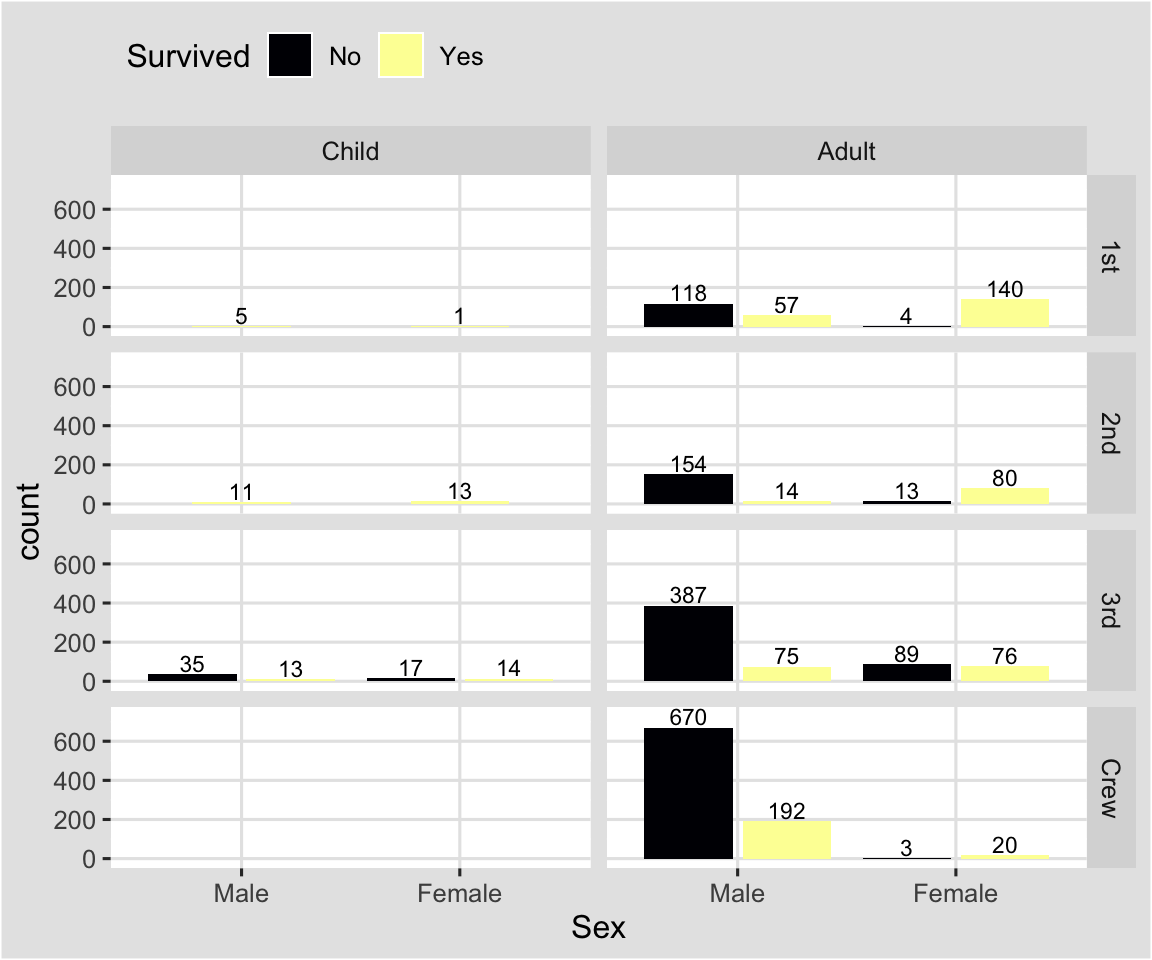 Survived No Yes
Child Adult
600
400
200
0
5 1
118 57 4 140
1st
600
400
200
0
11 13
154 14 13 80
2nd
600
400
200
0
35 13 17 14
387 75 89 76
3rd
600
400
200
0
670 192 3 20
Crew
count
Male Female Male Female
Sex